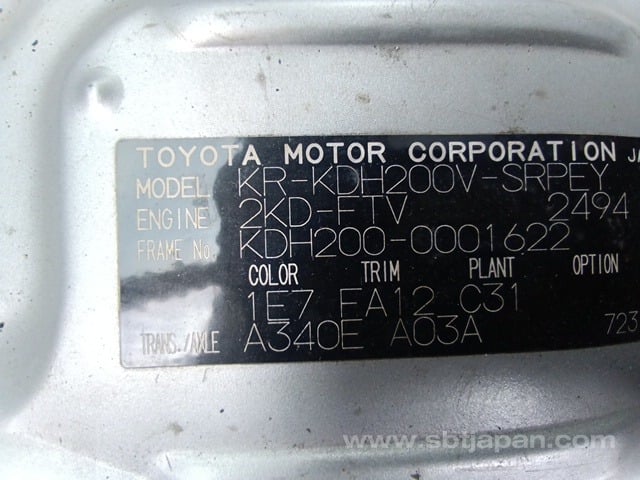 TOYOTA MOTOR CORPORATION JA
MODEL KR-KDH200V-SRPEY
ENGINE 2KD-FTV 2494
FRAME No. KDH200-0001622
COLOR TRIM PLANT OPTION
1E7 FA12 C31
TRANS./AXLE A340E A03A 723
www.sbtjapan.com